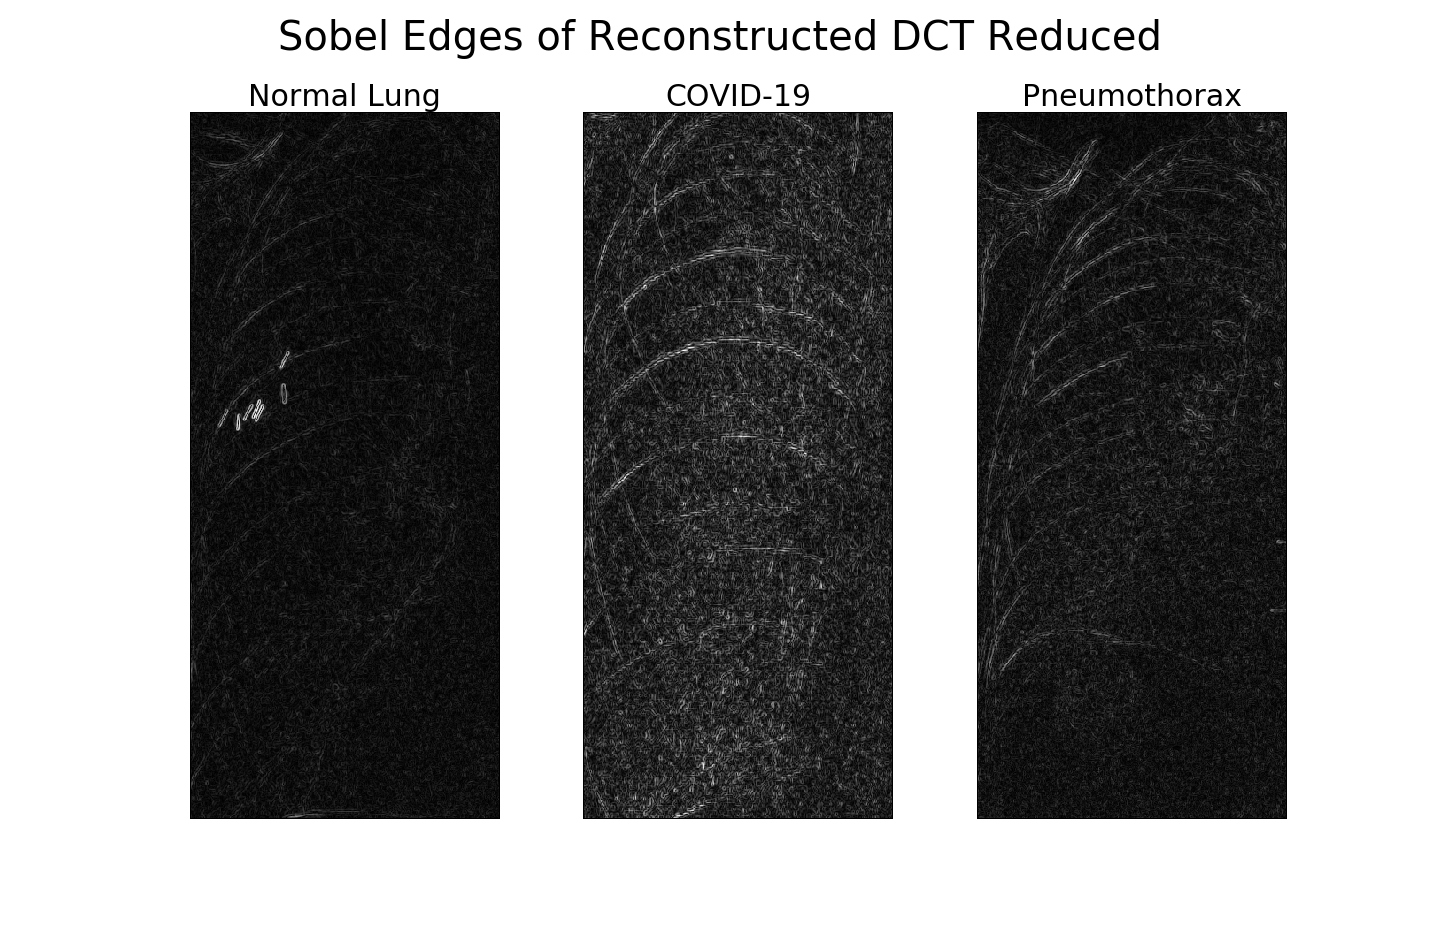 Sobel Edges of Reconstructed DCT Reduced
Normal Lung
COVID-19
Pneumothorax